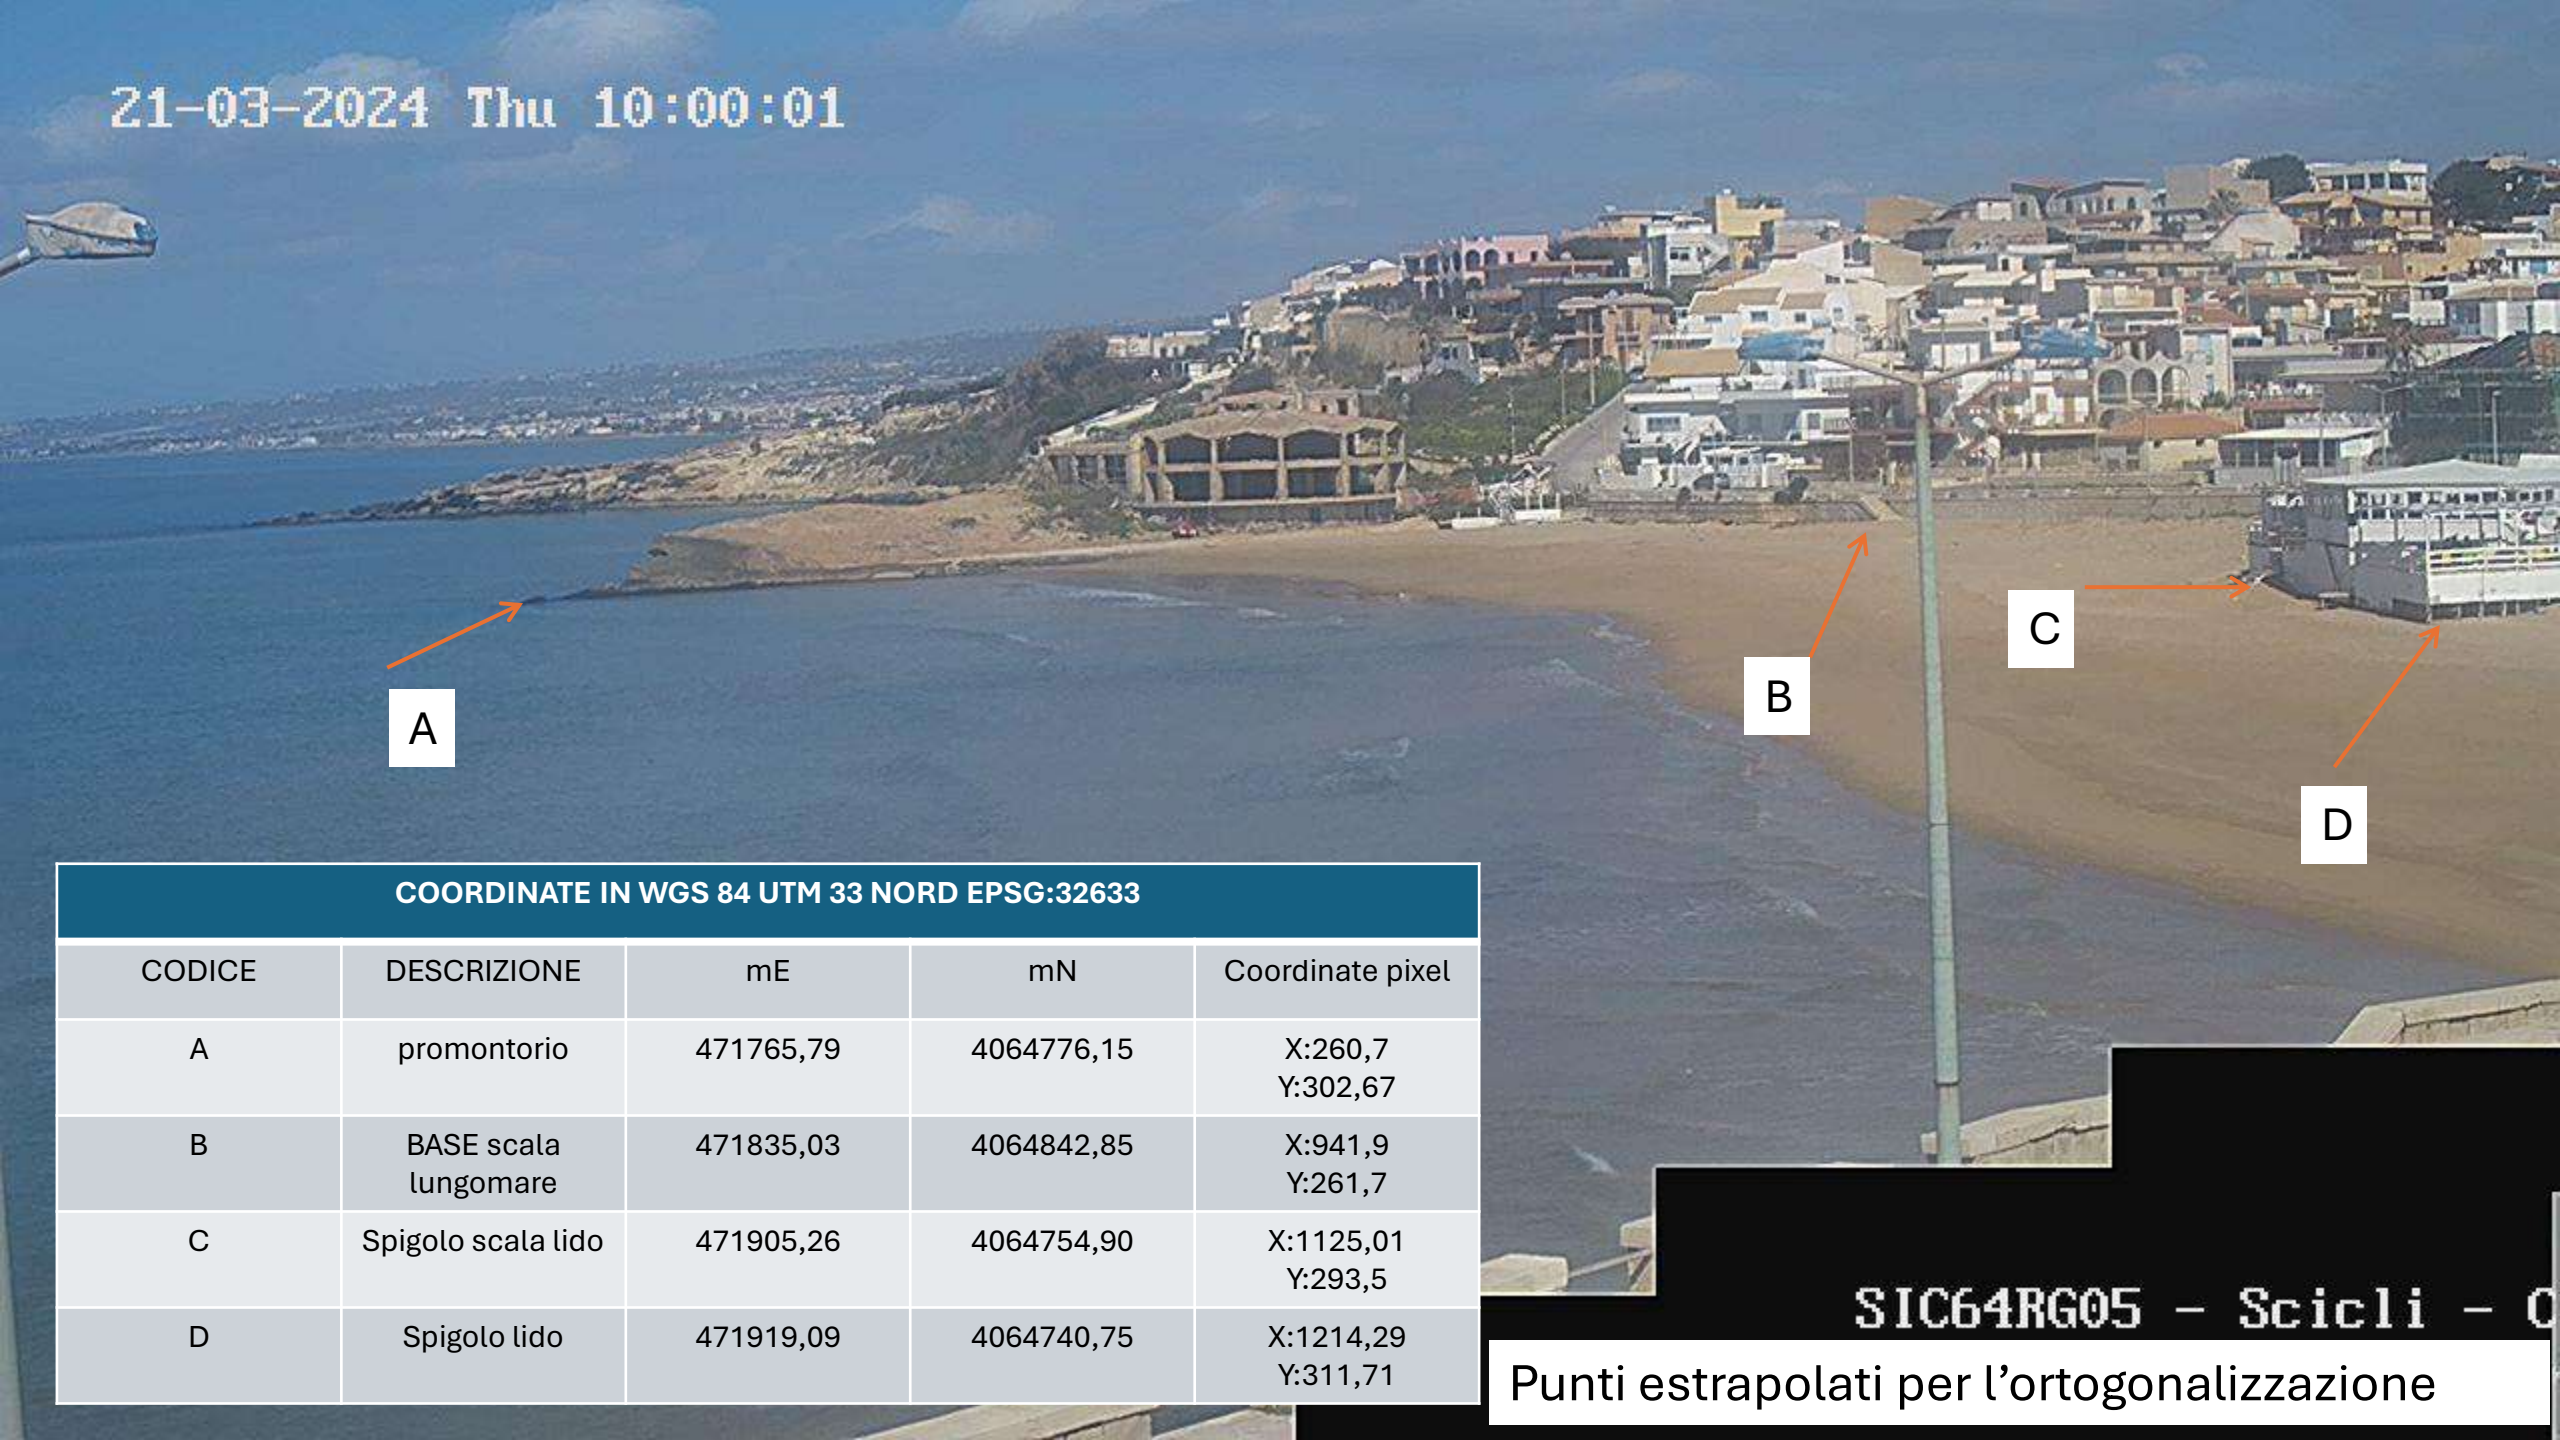 21-03-2024 Thu 10:00:01
A
B
C
D
COORDINATE IN WGS 84 UTM 33 NORD EPSG:32633
CODICE DESCRIZIONE mE mN Coordinate pixel
A promontorio 471765,79 4064776,15 X:260,7
Y:302,67
B BASE scala 471835,03 4064842,85 X:941,9
lungomare Y:261,7
C Spigolo scala lido 471905,26 4064754,90 X:1125,01
Y:293,5
D Spigolo lido 471919,09 4064740,75 X:1214,29
Y:311,71
SIC64RG05 - Scicli -
Punti estrapolati per l’ortogonalizzazione